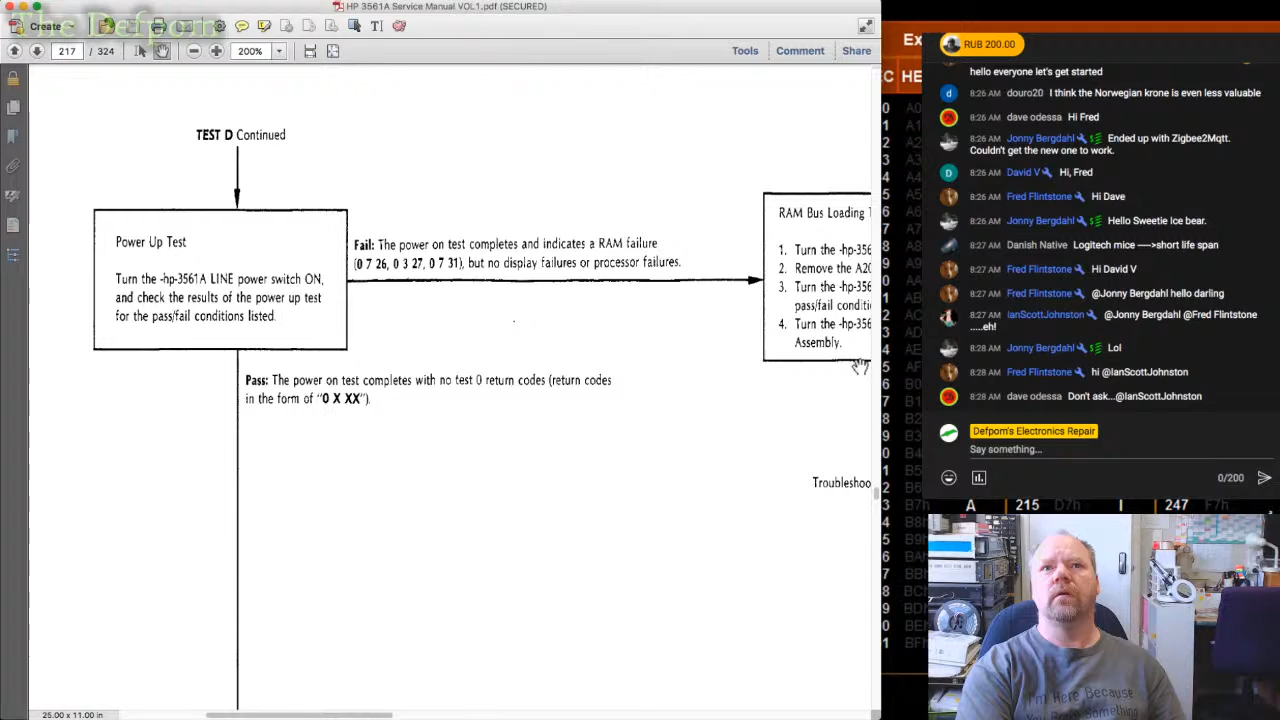 HP 3561A Service Manual VOL1.pdf (SECURED)
The Defpom
Create
217 / 324
200%
Tools
Comment
Share
TEST D Continued
Power Up Test
Turn the -hp-3561A LINE power switch ON,
and check the results of the power up test
for the pass/fail conditions listed.
Fail: The power on test completes and indicates a RAM failure
(0 7 26, 0 3 27, 0 7 31), but no display failures or processor failures.
Pass: The power on test completes with no test 0 return codes (return codes
in the form of "0 X XX").
RAM Bus Loading T
1. Turn the -hp-356
2. Remove the A20
3. Turn the -hp-356
pass/fail conditi
4. Turn the -hp-356
Assembly.
Troubleshoo
25.00 x 11.00 in
Ex
C HE
RUB 200.00
hello everyone let's get started
8:26 AM douro20 I think the Norwegian krone is even less valuable
8:26 AM dave odessa Hi Fred
8:26 AM Jonny Bergdahl Ended up with Zigbee2Mqtt.
Couldn't get the new one to work.
8:26 AM David V Hi, Fred
8:26 AM Fred Flintstone Hi Dave
8:26 AM Jonny Bergdahl Hello Sweetie Ice bear.
8:27 AM Danish Native Logitech mice ---->short life span
8:27 AM Fred Flintstone Hi David V
8:27 AM Fred Flintstone @Jonny Bergdahl hello darling
8:27 AM IanScottJohnston @Jonny Bergdahl @Fred Flintstone
.....eh!
8:28 AM Jonny Bergdahl Lol
8:28 AM Fred Flintstone hi @IanScottJohnston
8:28 AM dave odessa Don't ask...@IanScottJohnston
Defpom's Electronics Repair
Say something...
0/200
3 B7h A 215 D7h I 247 F7h
I'm Here Because
You Broke Something